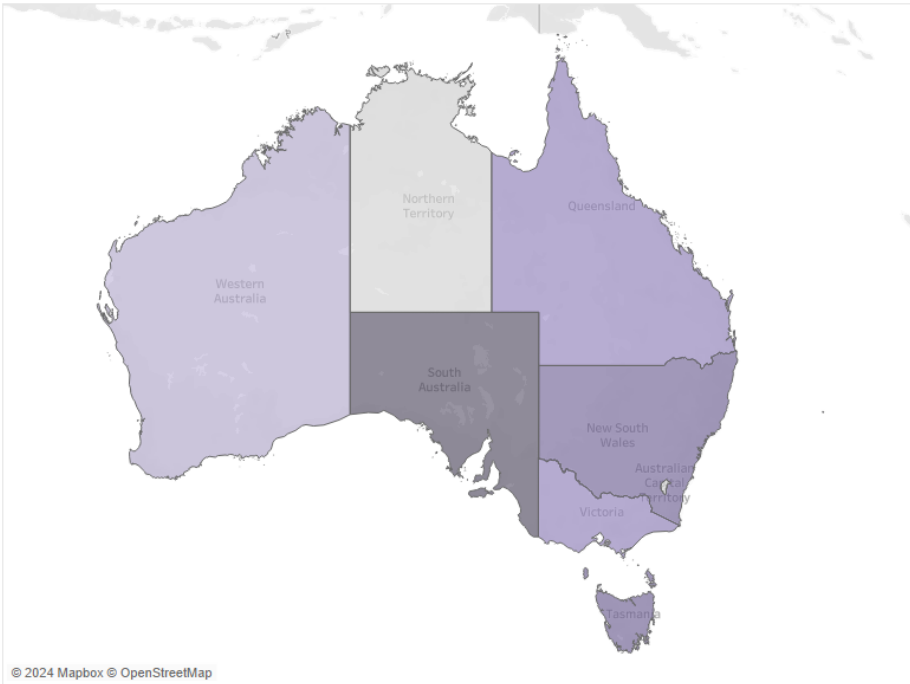 Northern
Territory
Queensland
Western
Australia
South
Australia
New South
Wales
Australian
Capital
Territory
Victoria
Tasmania
© 2024 Mapbox © OpenStreetMap